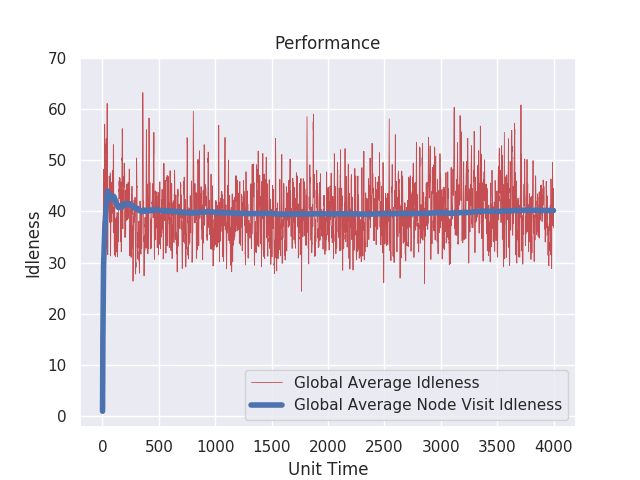 Performance
70
60
50
40
30
20
10
0
Idleness
Global Average Idleness
Global Average Node Visit Idleness
0 500 1000 1500 2000 2500 3000 3500 4000
Unit Time